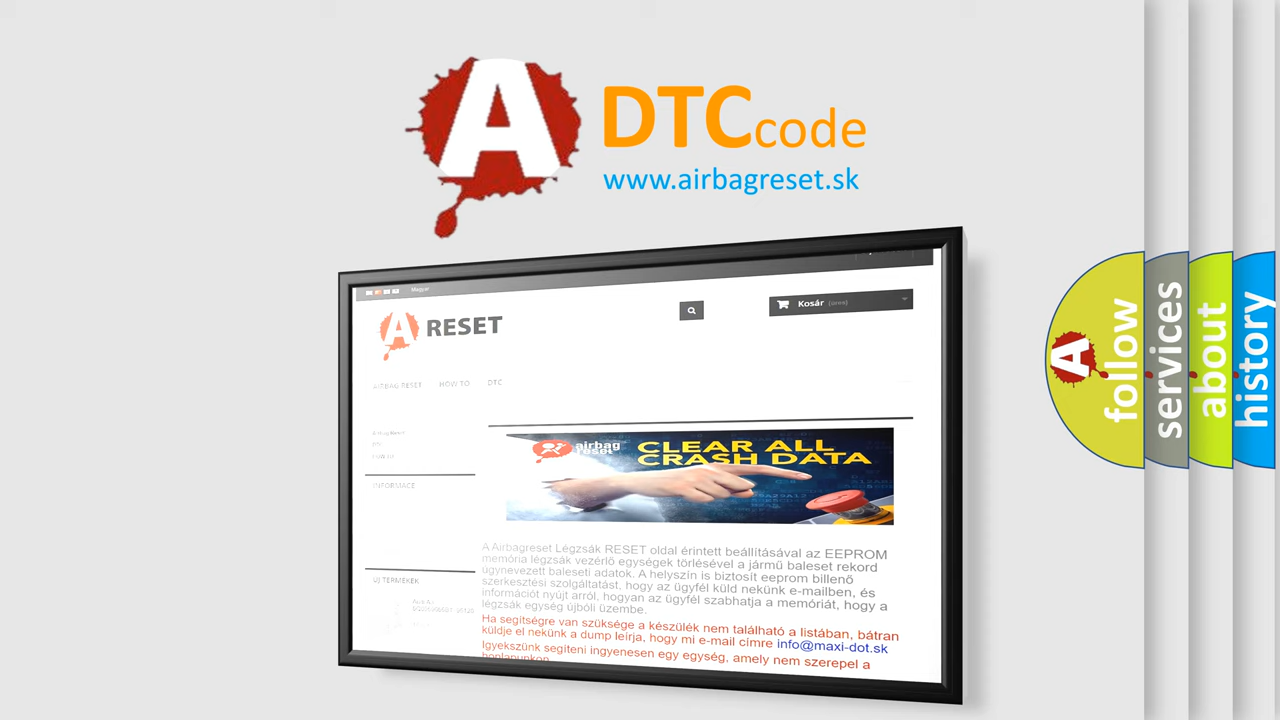 A DTCcode
www.airbagreset.sk
Magyar
A RESET
Kosár (üres)
AIRBAG RESET HOW TO DTC
INFORMACE
airbag
reset
CLEAR ALL
CRASH DATA
A Airbagreset Légzsák RESET oldal érintett beállításával az EEPROM
memória légzsák vezérlő egységek törlésével a jármű baleset rekord
úgynevezett baleseti adatok. A helyszín is biztosít eeprom billenő
szerkesztési szolgáltatást, hogy az ügyfél küld nekünk e-mailben, és
információt nyújt arról, hogyan az ügyfél szabhatja a memóriát, hogy a
légzsák egység újbóli üzembe.
Ha segítségre van szüksége a készülék nem található a listában, bátran
küldje el nekünk a dump leírja, hogy mi e-mail címre info@maxi-dot.sk
Igyekszünk segíteni ingyenesen egy egység, amely nem szerepel a
honlapunkon
ÚJ TERMÉKEK
A follow
services
about
history